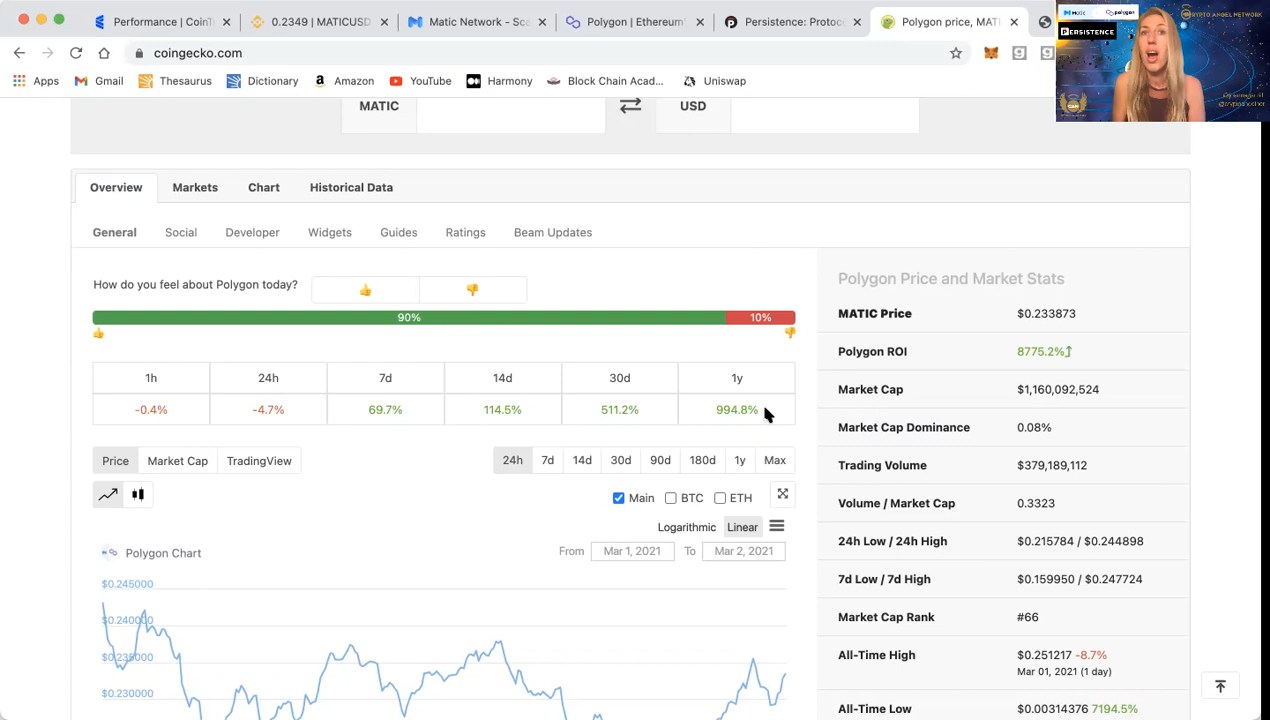 Performance | CoinT
0.2349 | MATICUSD
Matic Network - Sca
Polygon | Ethereum'
Persistence: Protoc
Polygon price, MATI
coingecko.com
Apps
Gmail
Thesaurus
Dictionary
Amazon
YouTube
Harmony
Block Chain Acad...
Uniswap
MATIC
polygon
CRYPTO ANGEL NETWORK
PERSISTENCE
MATIC
USD
Overview
Markets
Chart
Historical Data
General
Social
Developer
Widgets
Guides
Ratings
Beam Updates
How do you feel about Polygon today?
90%
10%
1h 24h 7d 14d 30d 1y
-0.4% -4.7% 69.7% 114.5% 511.2% 994.8%
Price
Market Cap
TradingView
24h 7d 14d 30d 90d 180d 1y Max
Main BTC ETH
Logarithmic Linear
Polygon Chart
From Mar 1, 2021 To Mar 2, 2021
$0.245000
$0.240000
$0.235000
$0.230000
Polygon Price and Market Stats
MATIC Price $0.233873
Polygon ROI 8775.2%
Market Cap $1,160,092,524
Market Cap Dominance 0.08%
Trading Volume $379,189,112
Volume / Market Cap 0.3323
24h Low / 24h High $0.215784 / $0.244898
7d Low / 7d High $0.159950 / $0.247724
Market Cap Rank #66
All-Time High $0.251217 -8.7%
Mar 01, 2021 (1 day)
All-Time Low $0.00314376 7194.5%